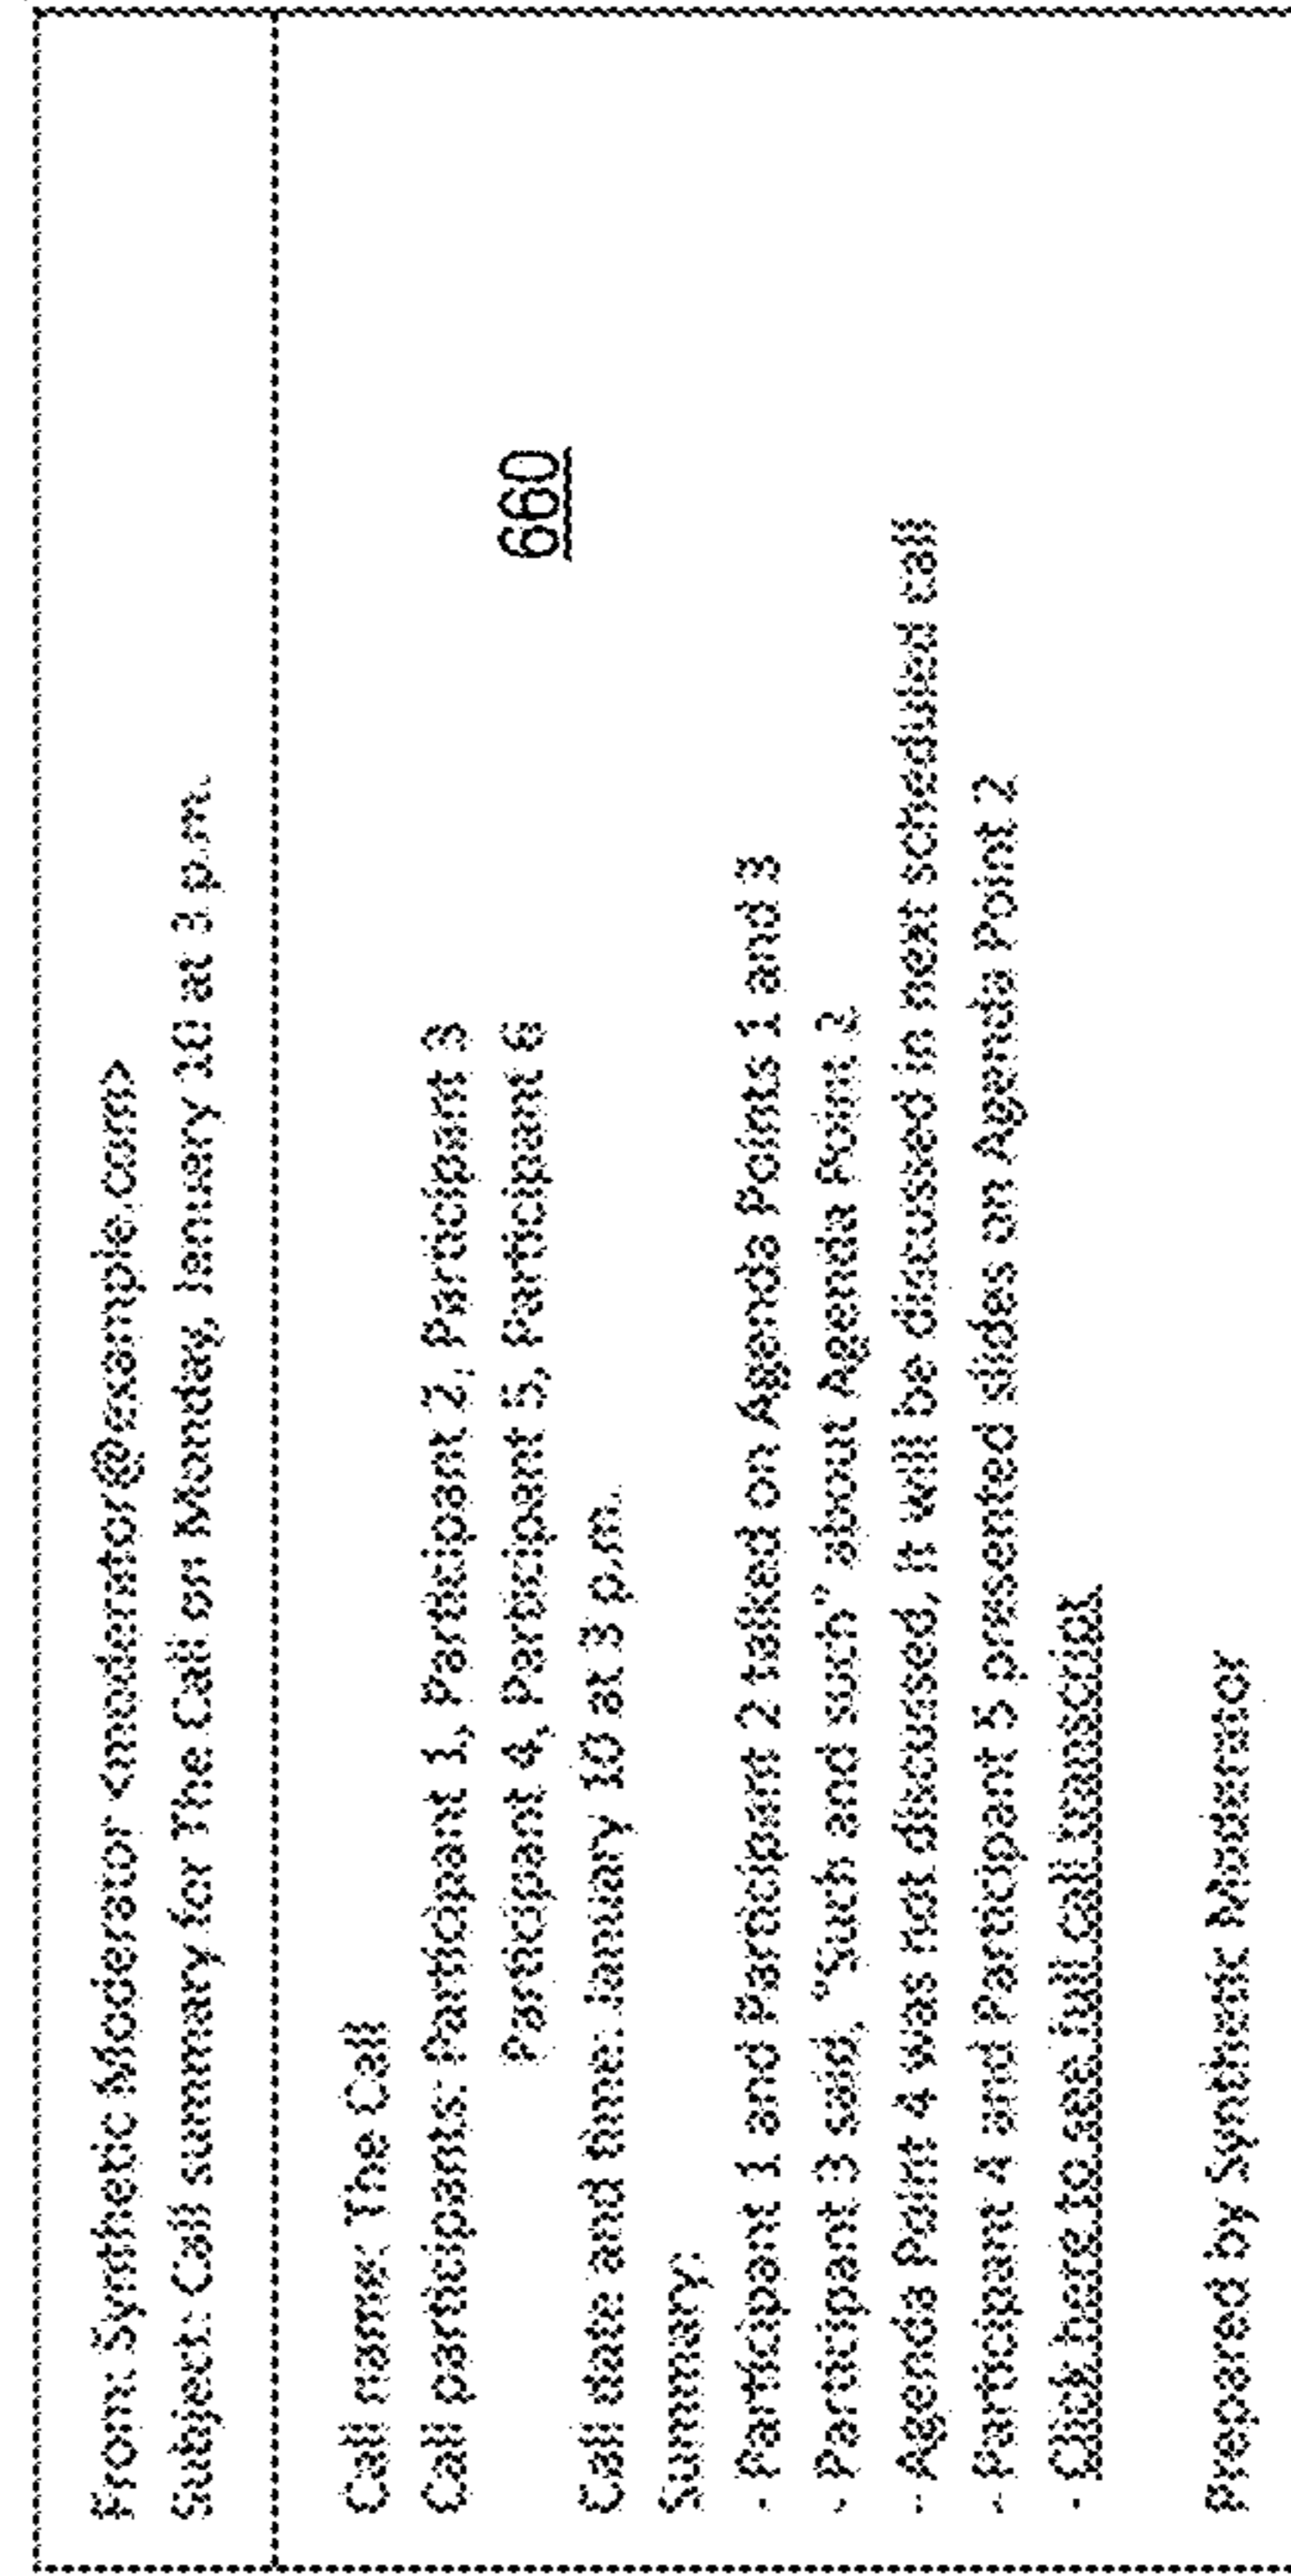 From: Synthetic Moderator <moderator@example.com>
Subject: Call summary for The Call on Monday, January 10 at 3 p.m.
Call name: The Call
Call participants: Participant 1, Participant 2, Participant 3
Participant 4, Participant 5, Participant 6
660
Call date and time: January 10 at 3 p.m.
Summary:
- Participant 1 and Participant 2 talked on Agenda Points 1 and 3
- Participant 3 said, "Such and such" about Agenda Point 2
- Agenda Point 4 was not discussed, it will be discussed in next scheduled call
- Participant 4 and Participant 5 presented slides on Agenda Point 2
- Click here to see full call transcript.
Prepared by Synthetic Moderator